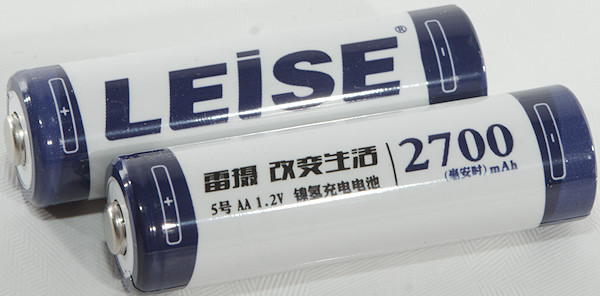 LEiSE®
+
雷摄 改变生活
2700
5号 AA 1.2V 镍氢充电电池
(毫安时)mAh
+